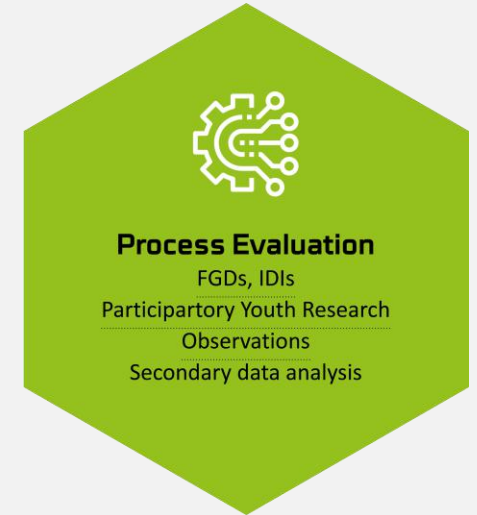 Process Evaluation
FGDs, IDIs
Participartory Youth Research
Observations
Secondary data analysis